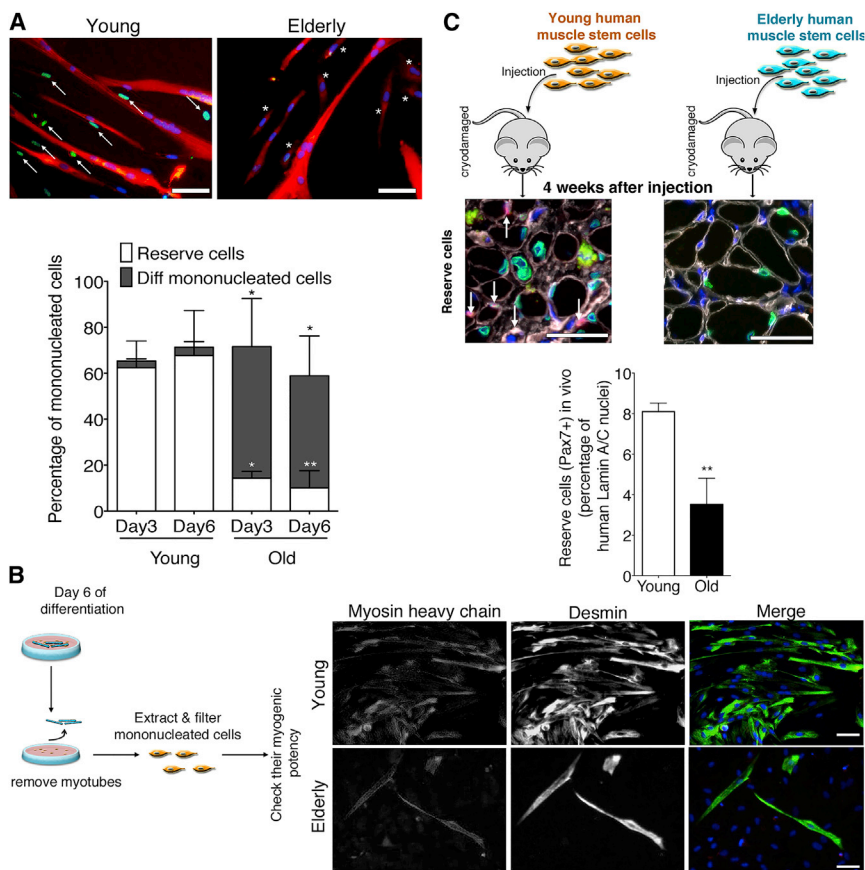 A
Young
Elderly
*
*
*
*
*
*
*
*
Reserve cells
Diff mononucleated cells
Percentage of mononucleated cells
100
80
60
40
20
0
*
*
*
**
Day3
Day6
Day3
Day6
Young
Old
C
Young human
muscle stem cells
Elderly human
muscle stem cells
Injection
Injection
cryodamaged
cryodamaged
4 weeks after injection
Reserve cells
Reserve cells (Pax7+) in vivo
(percentage of
human Lamin A/C nuclei)
10
8
6
4
2
0
**
Young
Old
B
Day 6 of
differentiation
remove myotubes
Extract & filter
mononucleated cells
Check their myogenic
potency
Myosin heavy chain
Desmin
Merge
Young
Elderly